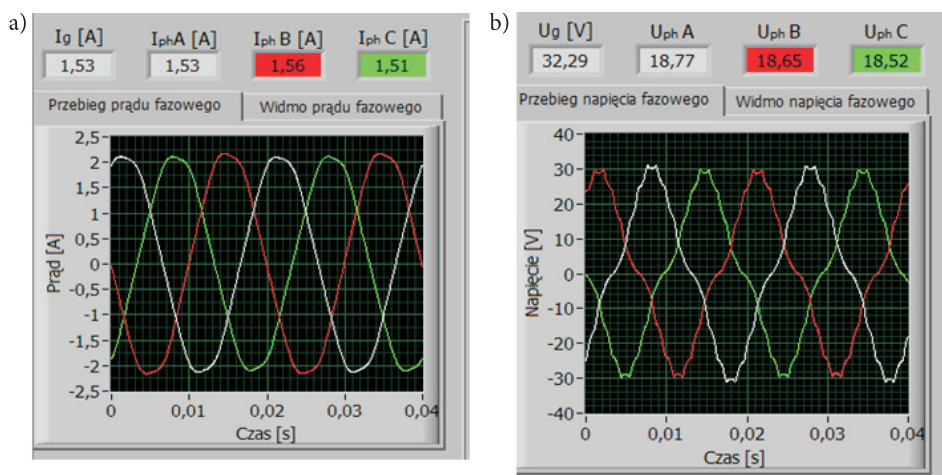 a)
Ig [A] IphA [A] Iph B [A] Iph C [A]
1,53 1,53 1,56 1,51
Przebieg prądu fazowego Widmo prądu fazowego
2,5
2
1,5
1
0,5
0
-0,5
-1
-1,5
-2
-2,5
Prąd [A]
0 0,01 0,02 0,03 0,04
Czas [s]
b)
Ug [V] Uph A Uph B Uph C
32,29 18,77 18,65 18,52
Przebieg napięcia fazowego Widmo napięcia fazowego
40
30
20
10
0
-10
-20
-30
-40
Napięcie [V]
0 0,01 0,02 0,03 0,04
Czas [s]